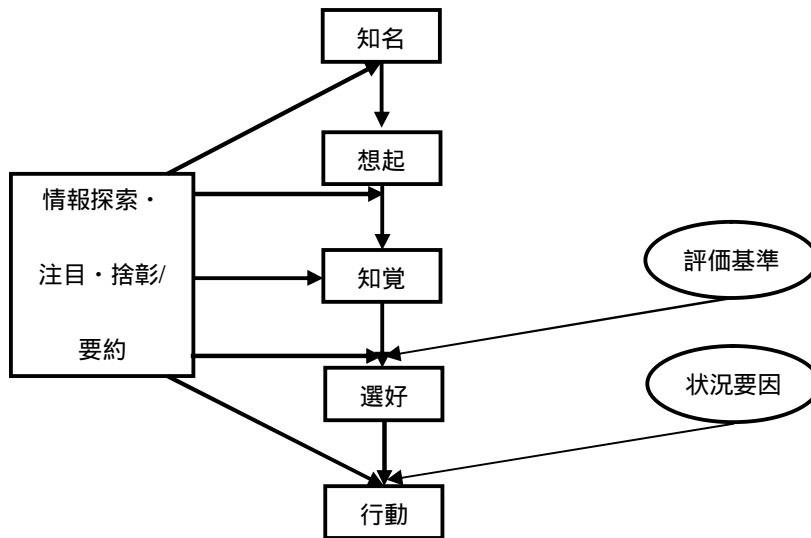 知名
想起
情報探索・
注目・捨彰/
要約
知覚
評価基準
選好
状況要因
行動